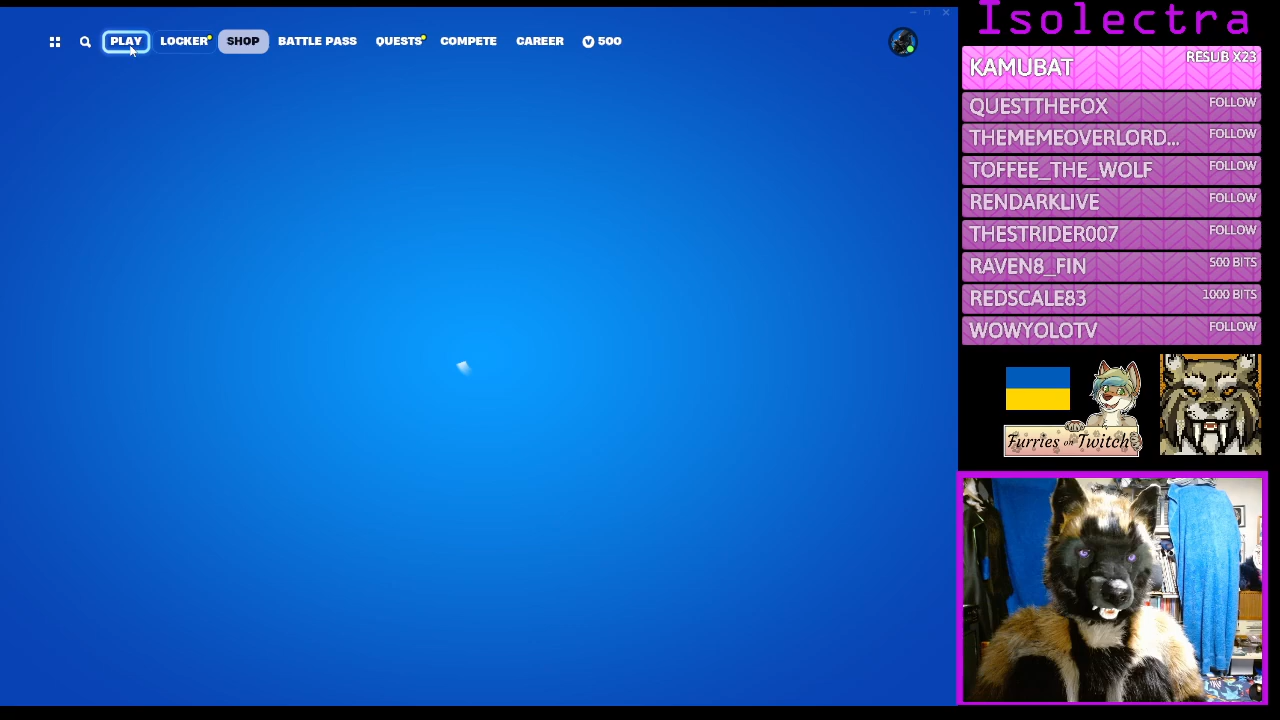 PLAY LOCKER SHOP BATTLE PASS QUESTS COMPETE CAREER V 500
Isolectra
KAMUBAT RESUB X23
QUESTTHEFOX FOLLOW
THEMEMEOVERLORD... FOLLOW
TOFFEE_THE_WOLF FOLLOW
RENDARKLIVE FOLLOW
THESTRIDER007 FOLLOW
RAVEN8_FIN 500 BITS
REDSCALE83 1000 BITS
WOWYOLOTV FOLLOW
Furries on Twitch